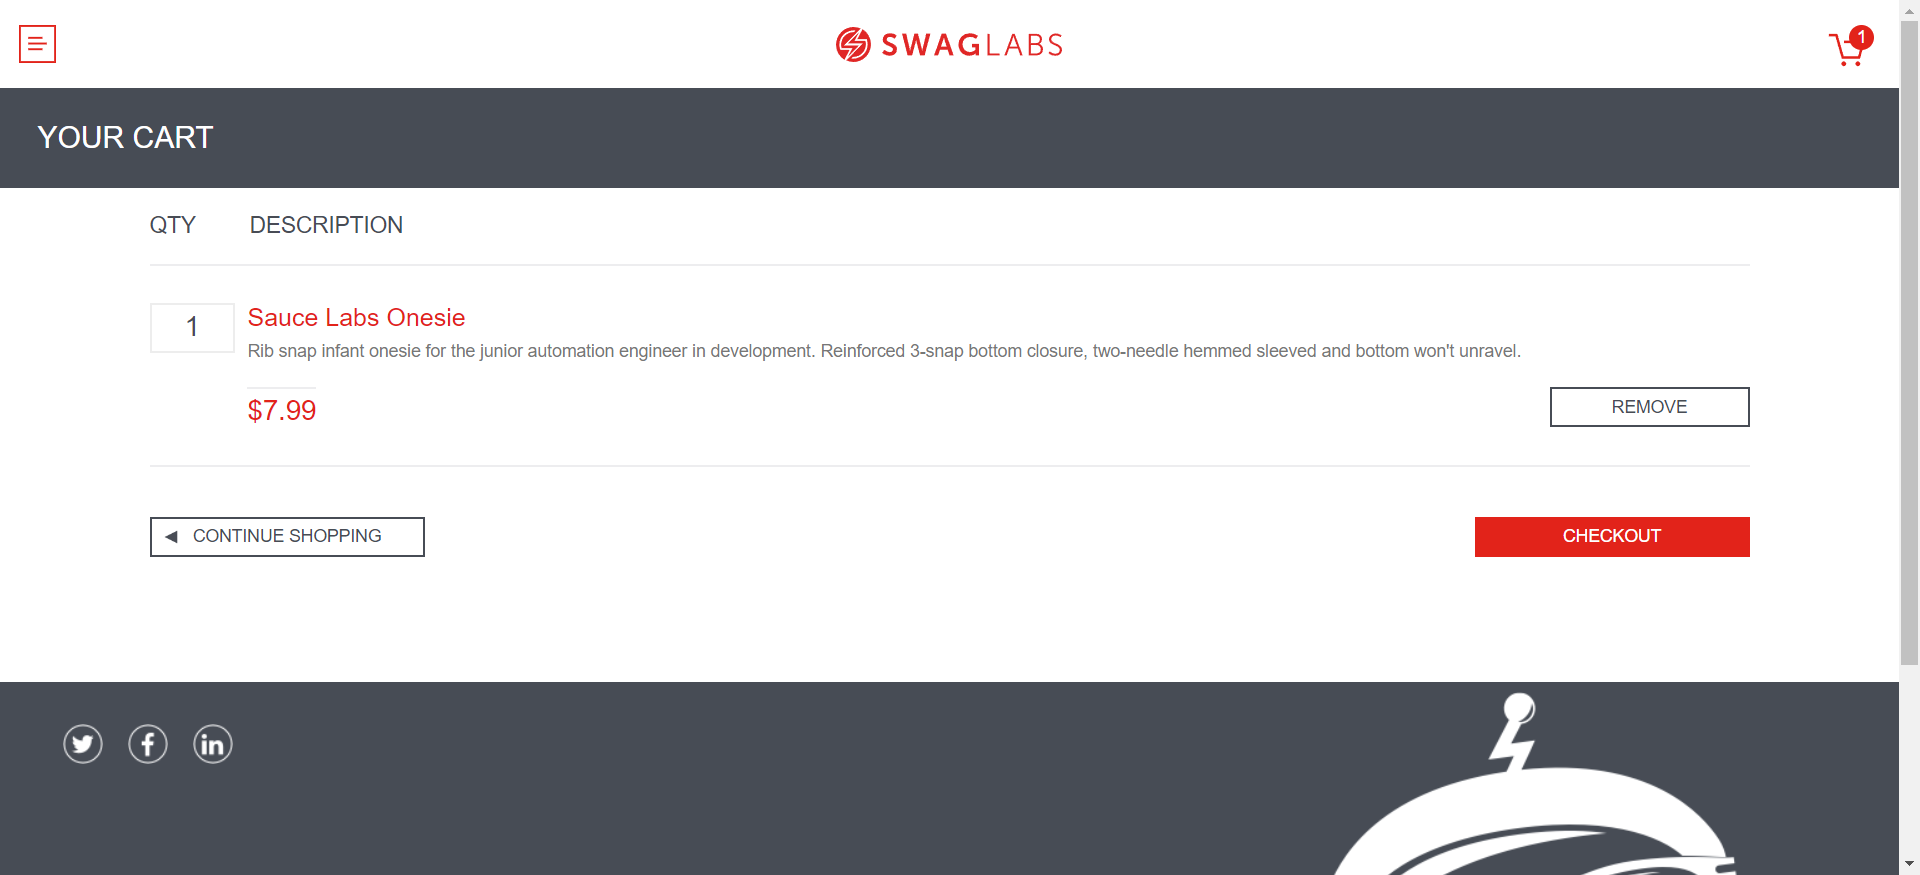 SWAGLABS
1
YOUR CART
QTY DESCRIPTION
1
Sauce Labs Onesie
Rib snap infant onesie for the junior automation engineer in development. Reinforced 3-snap bottom closure, two-needle hemmed sleeved and bottom won't unravel.
$7.99
REMOVE
CONTINUE SHOPPING
CHECKOUT